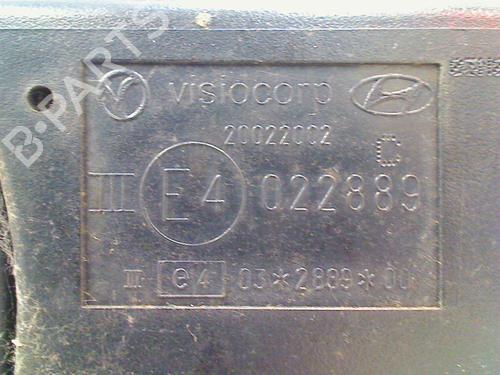 B-PARTS
visiocorp
20022002
C
III E4 022889
III e4 03*2889*00